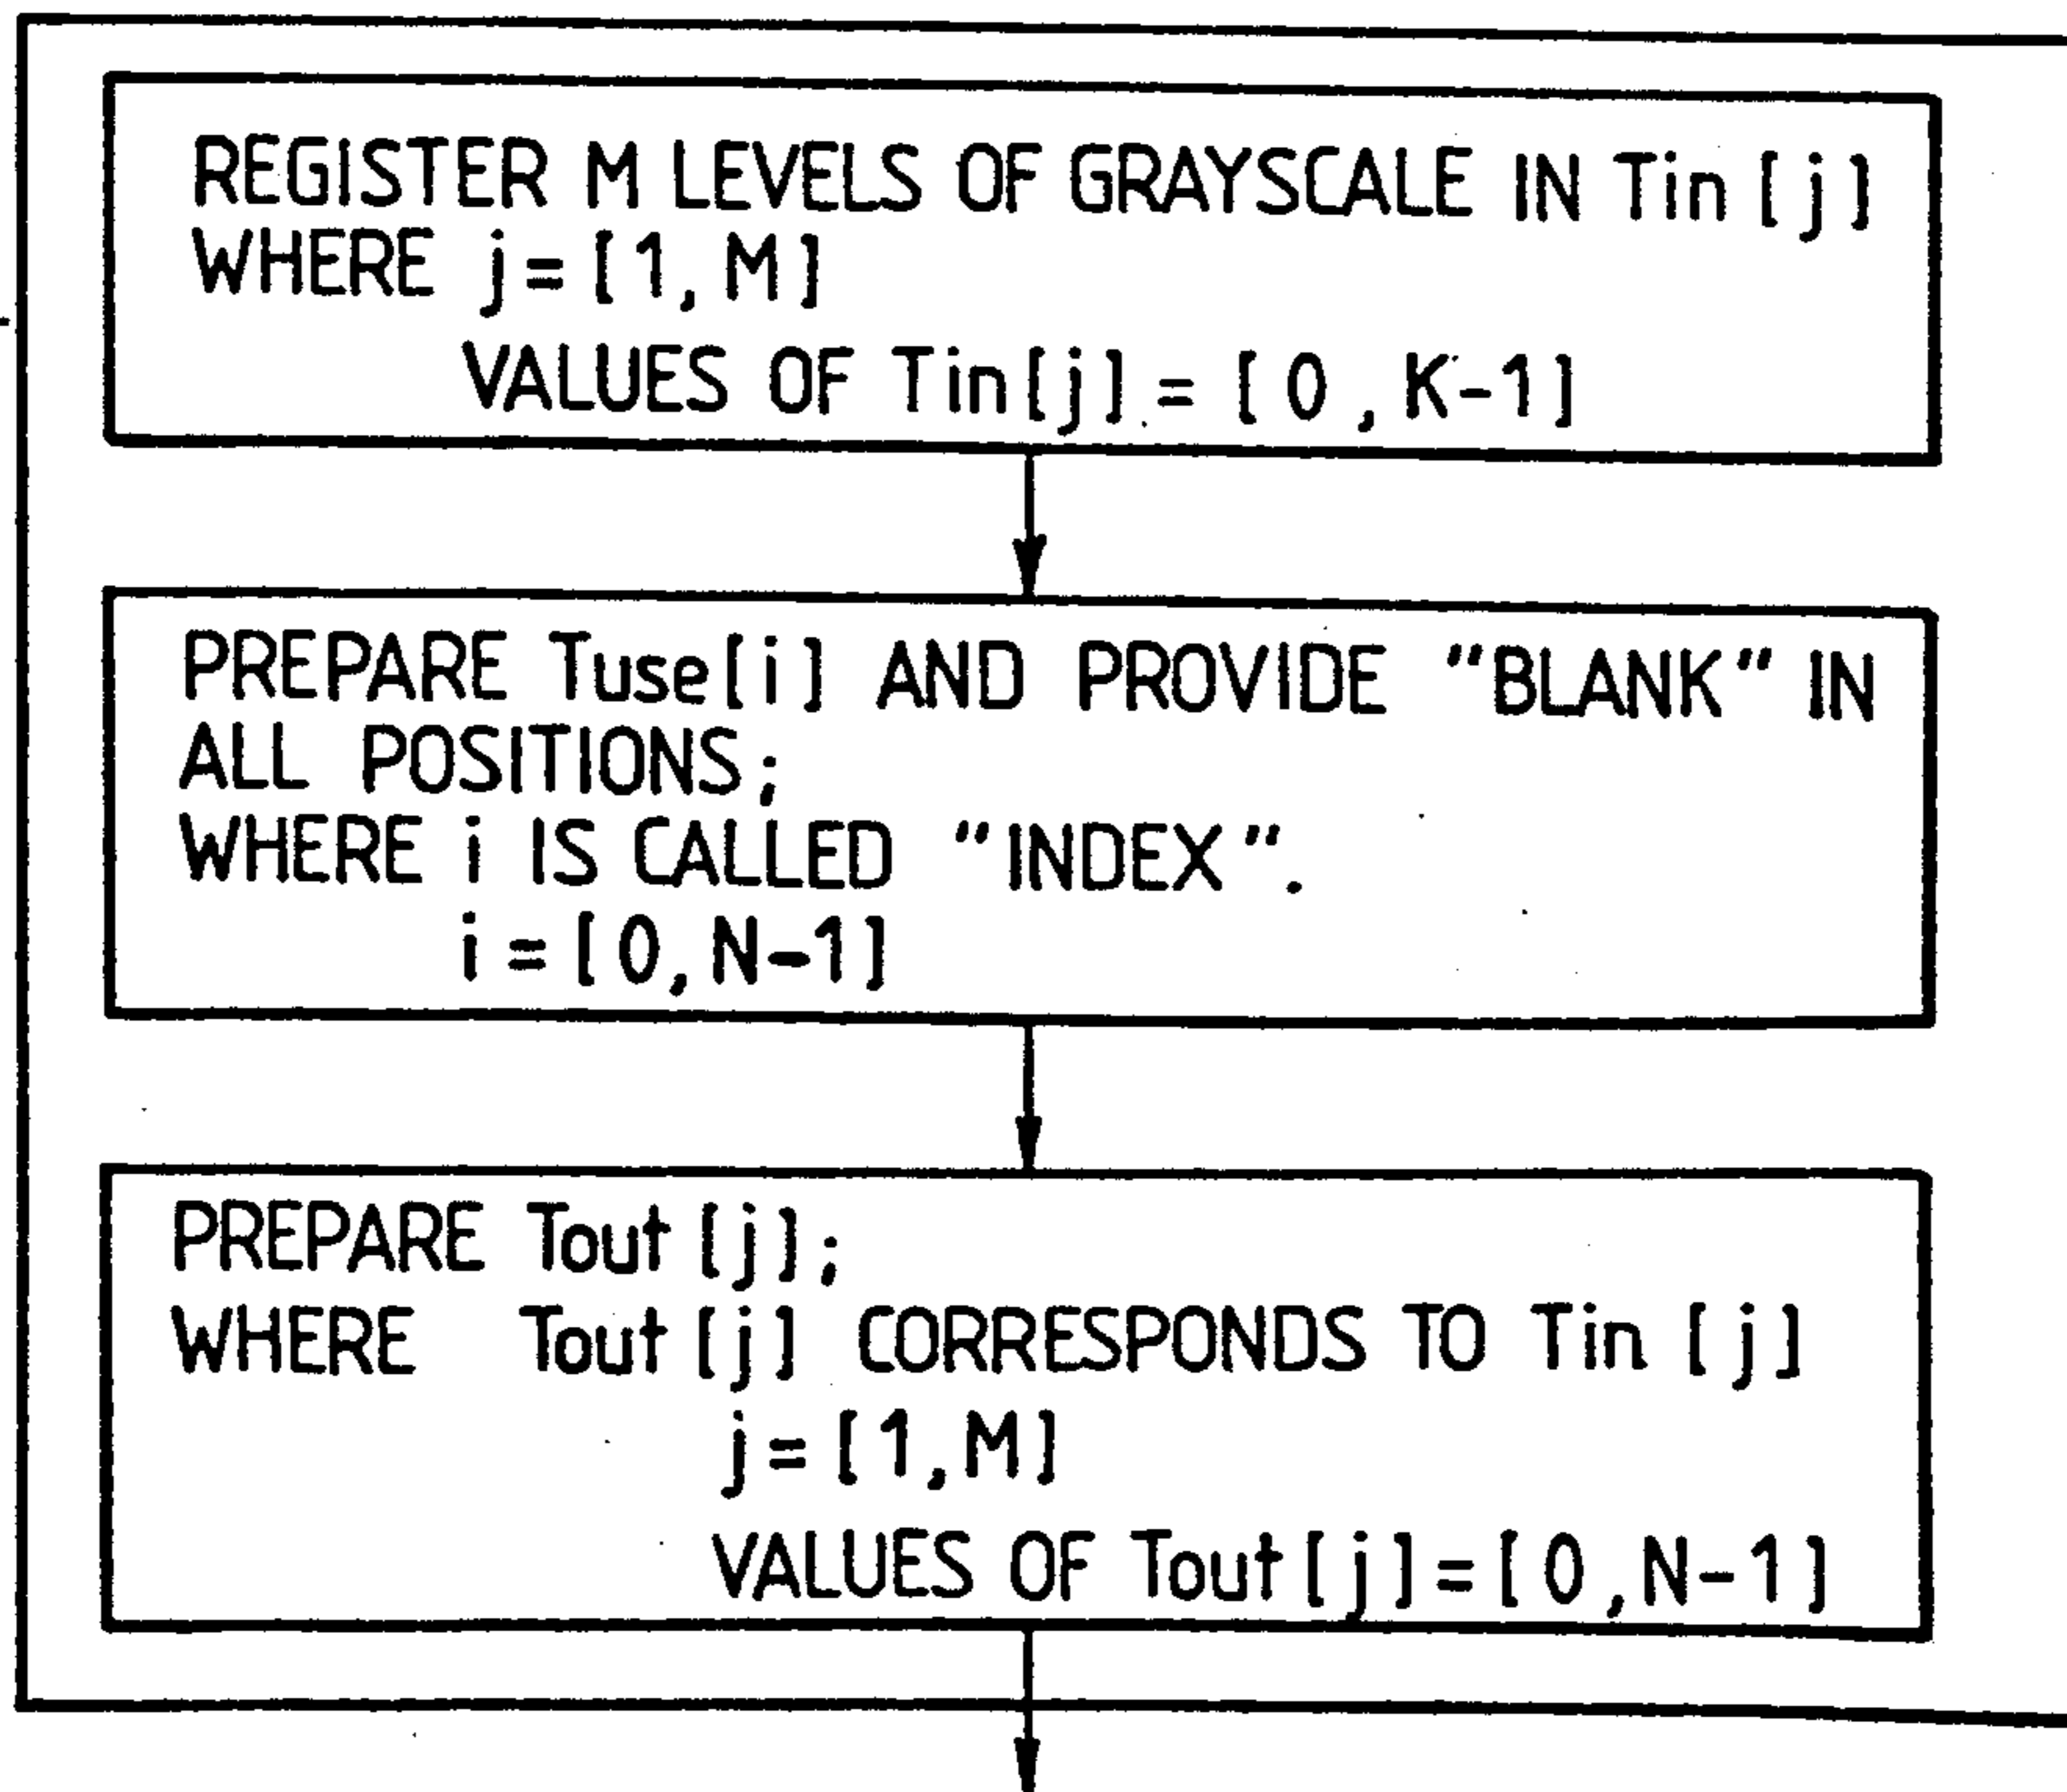 REGISTER M LEVELS OF GRAYSCALE IN Tin [j]
WHERE j = [1, M]
VALUES OF Tin[j] = [0, K-1]
PREPARE Tuse[i] AND PROVIDE "BLANK" IN
ALL POSITIONS;
WHERE i IS CALLED "INDEX".
i = [0, N-1]
PREPARE Tout [j];
WHERE Tout [j] CORRESPONDS TO Tin [j]
j = [1, M]
VALUES OF Tout[j] = [0, N-1]